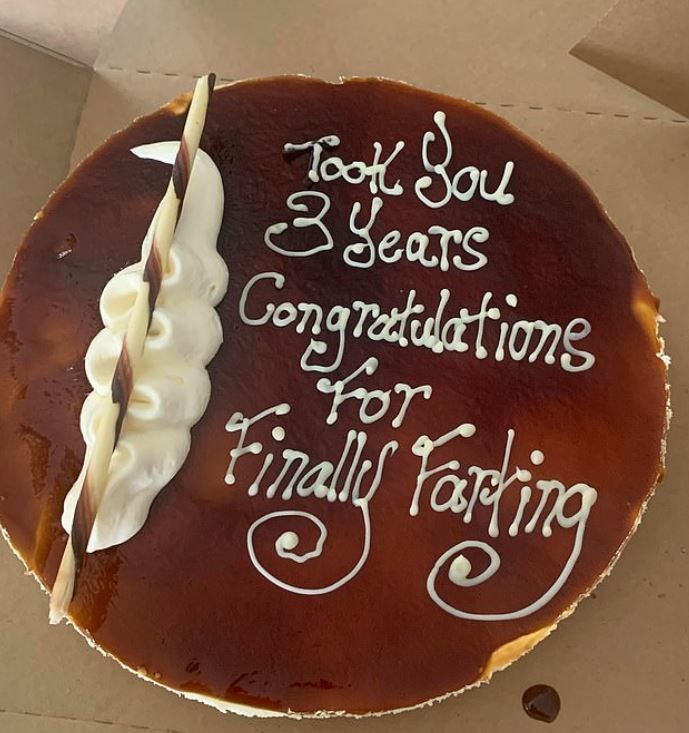 Took You
3 Years
Congratulations
For
Finally Farting